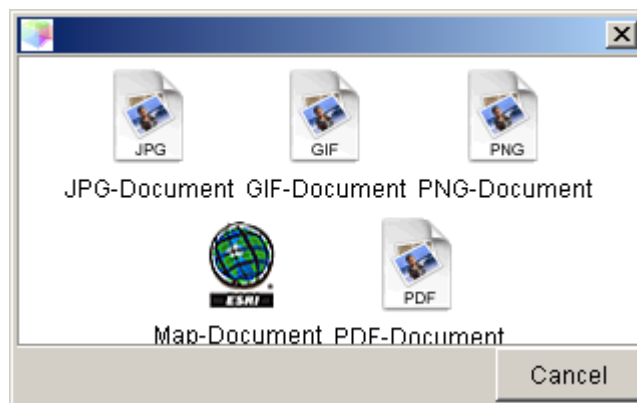 JPG GIF PNG
JPG-Document GIF-Document PNG-Document
ESRI PDF
Map-Document PDF-Document
Cancel